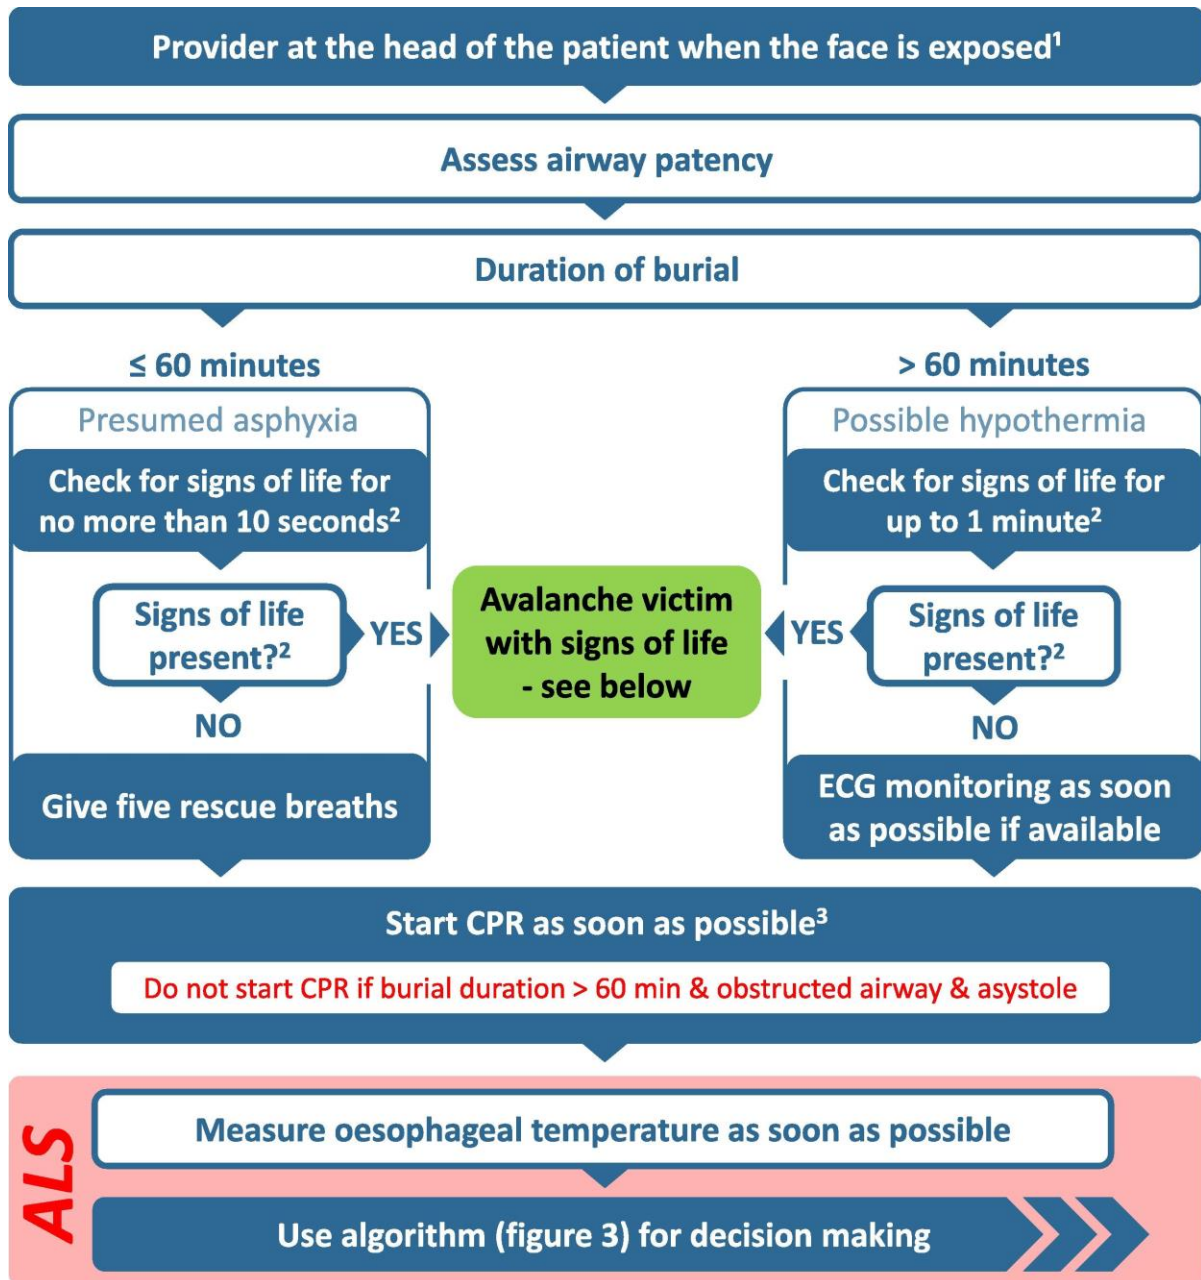 Provider at the head of the patient when the face is exposed¹
Assess airway patency
Duration of burial
≤ 60 minutes
Presumed asphyxia
Check for signs of life for
no more than 10 seconds²
Signs of life
present?²
YES
NO
Give five rescue breaths
Avalanche victim
with signs of life
- see below
> 60 minutes
Possible hypothermia
Check for signs of life for
up to 1 minute²
YES
Signs of life
present?²
NO
ECG monitoring as soon
as possible if available
Start CPR as soon as possible³
Do not start CPR if burial duration > 60 min & obstructed airway & asystole
ALS
Measure oesophageal temperature as soon as possible
Use algorithm (figure 3) for decision making